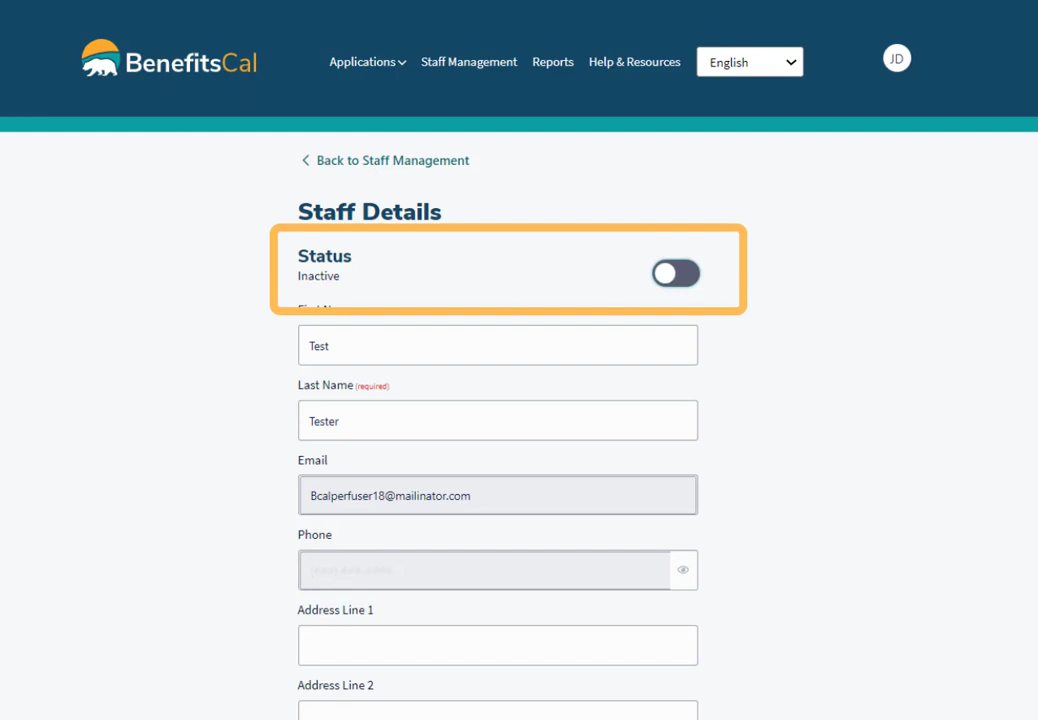 BenefitsCal
Applications Staff Management Reports Help & Resources English JD
Back to Staff Management
Staff Details
Status
Inactive
Test
Last Name (required)
Tester
Email
Bcalperfuser18@mailinator.com
Phone
Address Line 1
Address Line 2